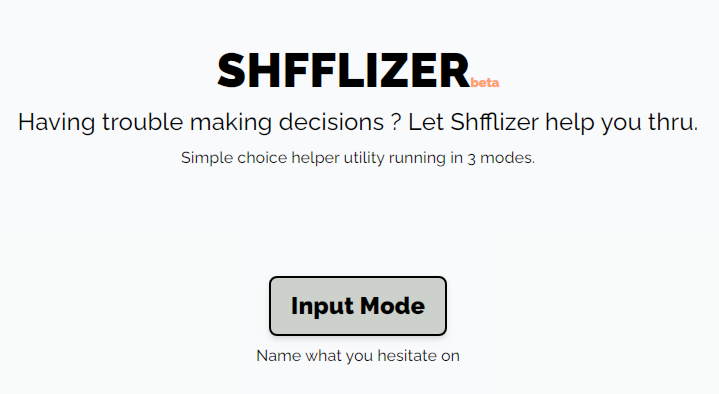 SHFFLIZER beta
Having trouble making decisions ? Let Shfflizer help you thru.
Simple choice helper utility running in 3 modes.
Input Mode
Name what you hesitate on